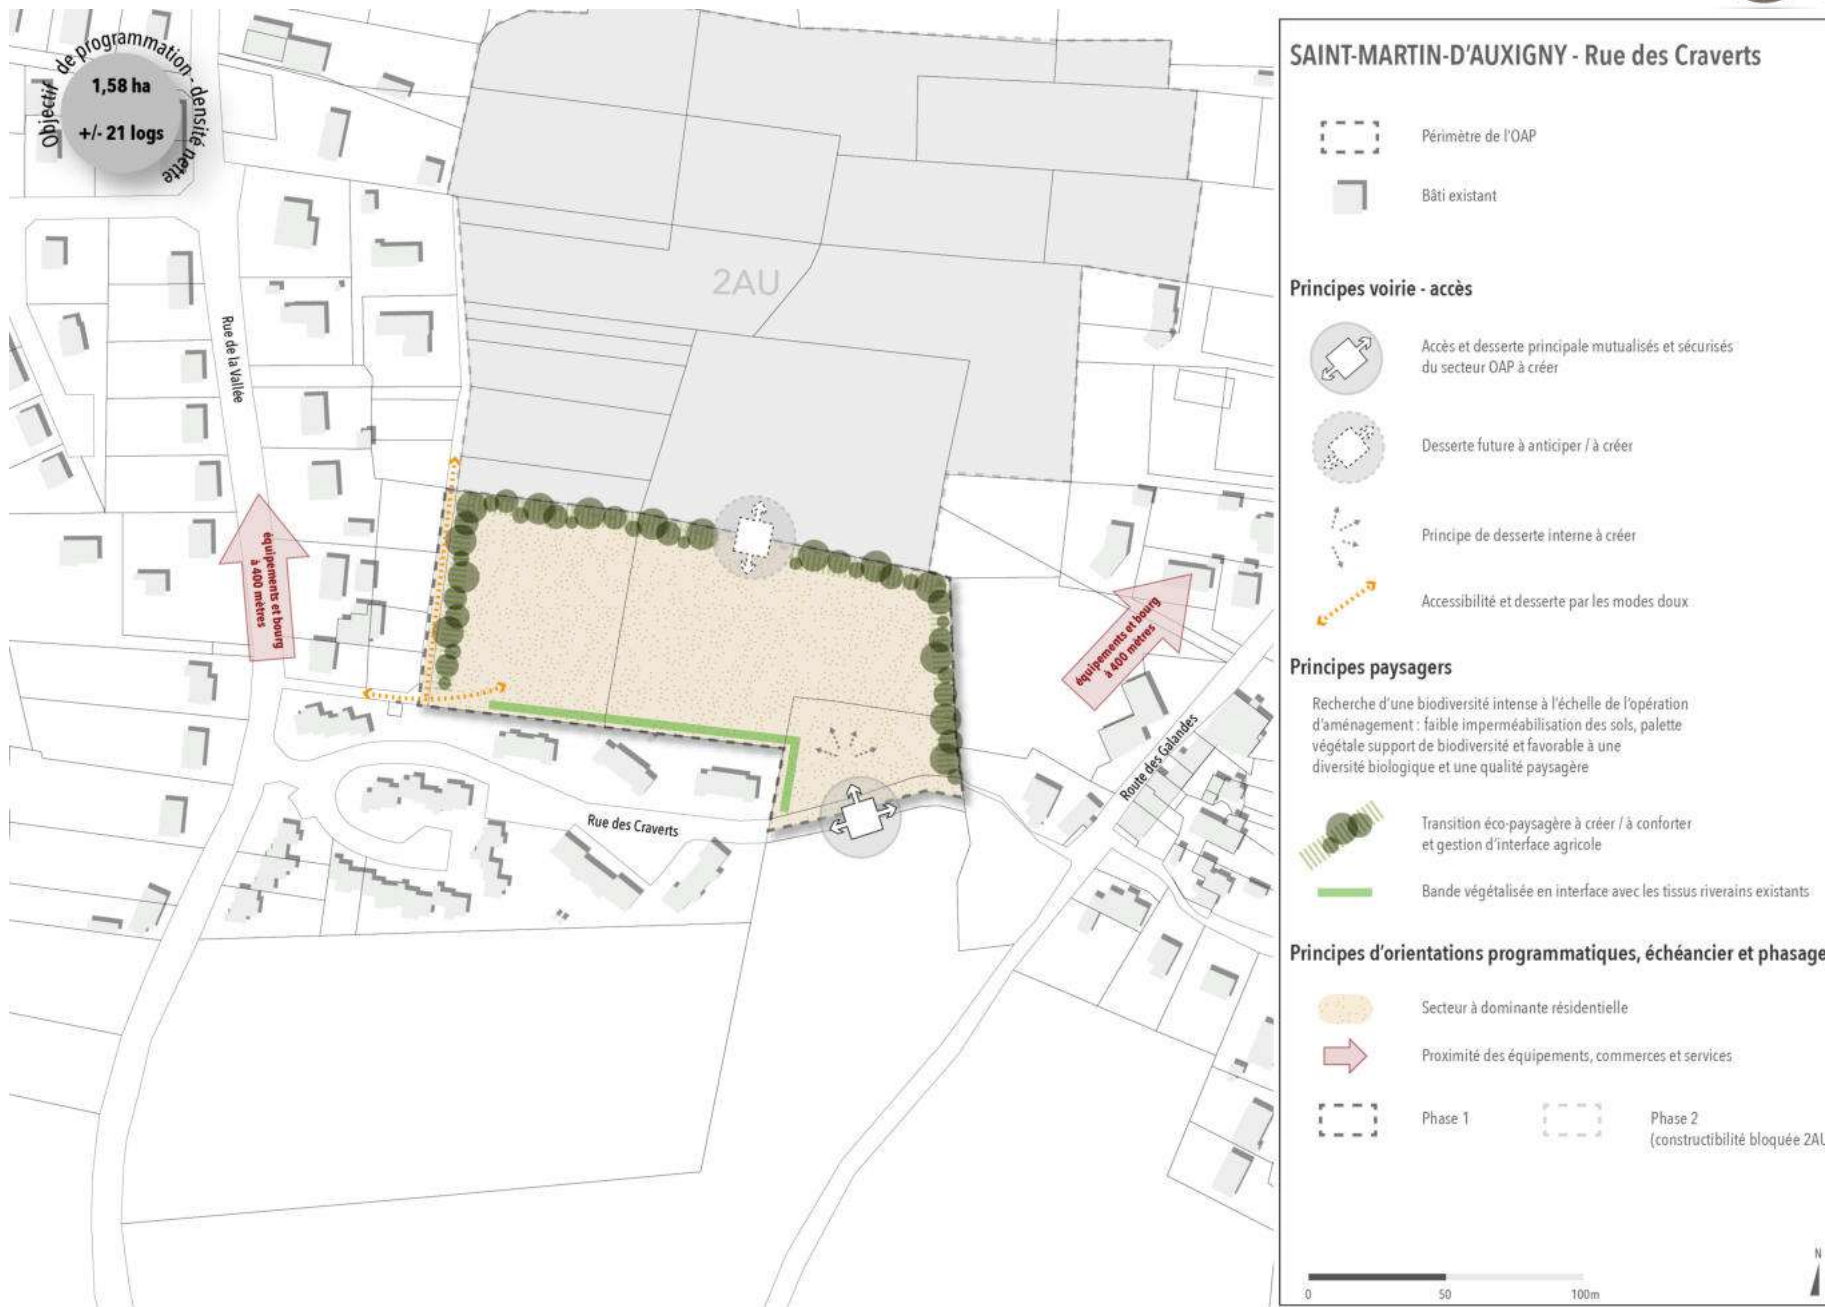 Objectif de programmation - densité nette
1,58 ha
+/- 21 logs
2AU
Rue de la Vallée
équipements et bourg
à 400 mètres
équipements et bourg
à 400 mètres
Route des Galandes
Rue des Craverts
SAINT-MARTIN-D'AUXIGNY - Rue des Craverts
Périmètre de l'OAP
Bâti existant
Principes voirie - accès
Accès et desserte principale mutualisés et sécurisés
du secteur OAP à créer
Desserte future à anticiper / à créer
Principe de desserte interne à créer
Accessibilité et desserte par les modes doux
Principes paysagers
Recherche d'une biodiversité intense à l'échelle de l'opération
d'aménagement : faible imperméabilisation des sols, palette
végétale support de biodiversité et favorable à une
diversité biologique et une qualité paysagère
Transition éco-paysagère à créer / à conforter
et gestion d'interface agricole
Bande végétalisée en interface avec les tissus riverains existants
Principes d'orientations programmatiques, échéancier et phasage
Secteur à dominante résidentielle
Proximité des équipements, commerces et services
Phase 1
Phase 2
(constructibilité bloquée 2AU
N
0 50 100m